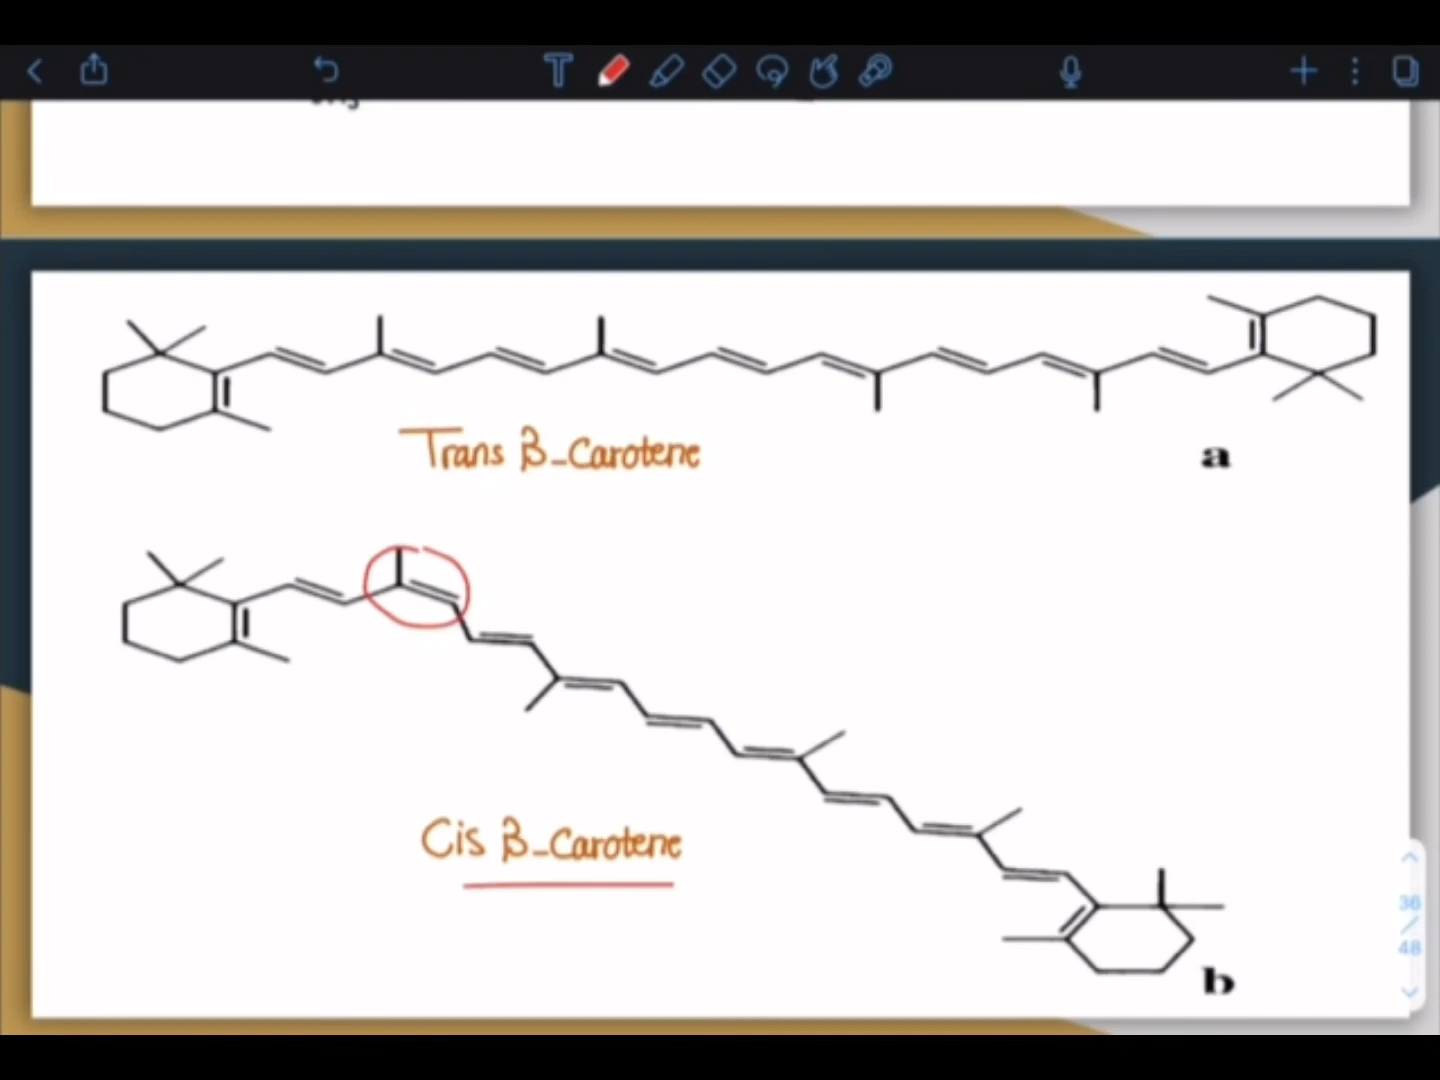 T
Trans B-Carotene
a
Cis B-Carotene
b
36
/
48